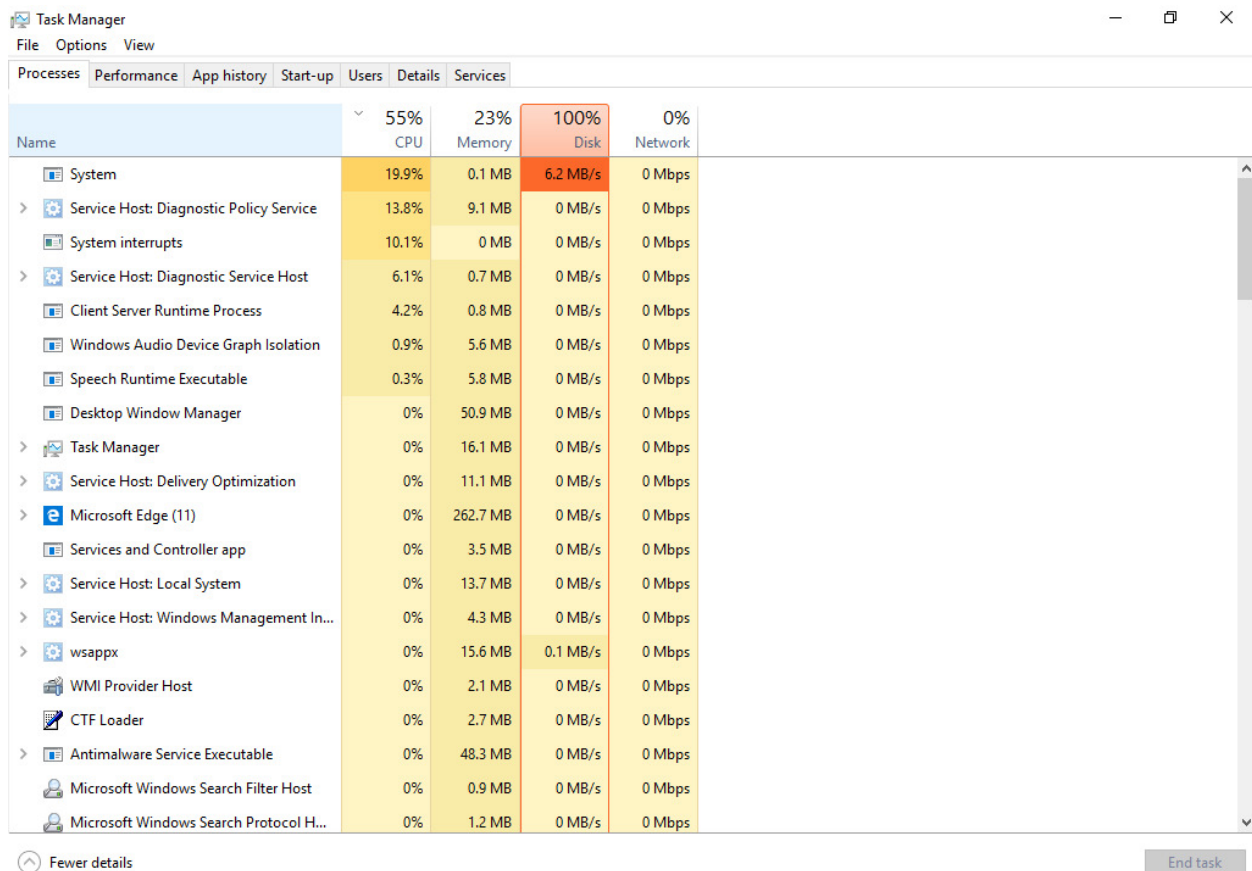 Task Manager
File Options View
Processes Performance App history Start-up Users Details Services
55% 23% 100% 0%
Name CPU Memory Disk Network
System 19.9% 0.1 MB 6.2 MB/s 0 Mbps
Service Host: Diagnostic Policy Service 13.8% 9.1 MB 0 MB/s 0 Mbps
System interrupts 10.1% 0 MB 0 MB/s 0 Mbps
Service Host: Diagnostic Service Host 6.1% 0.7 MB 0 MB/s 0 Mbps
Client Server Runtime Process 4.2% 0.8 MB 0 MB/s 0 Mbps
Windows Audio Device Graph Isolation 0.9% 5.6 MB 0 MB/s 0 Mbps
Speech Runtime Executable 0.3% 5.8 MB 0 MB/s 0 Mbps
Desktop Window Manager 0% 50.9 MB 0 MB/s 0 Mbps
Task Manager 0% 16.1 MB 0 MB/s 0 Mbps
Service Host: Delivery Optimization 0% 11.1 MB 0 MB/s 0 Mbps
Microsoft Edge (11) 0% 262.7 MB 0 MB/s 0 Mbps
Services and Controller app 0% 3.5 MB 0 MB/s 0 Mbps
Service Host: Local System 0% 13.7 MB 0 MB/s 0 Mbps
Service Host: Windows Management In... 0% 4.3 MB 0 MB/s 0 Mbps
wsappx 0% 15.6 MB 0.1 MB/s 0 Mbps
WMI Provider Host 0% 2.1 MB 0 MB/s 0 Mbps
CTF Loader 0% 2.7 MB 0 MB/s 0 Mbps
Antimalware Service Executable 0% 48.3 MB 0 MB/s 0 Mbps
Microsoft Windows Search Filter Host 0% 0.9 MB 0 MB/s 0 Mbps
Microsoft Windows Search Protocol H... 0% 1.2 MB 0 MB/s 0 Mbps
Fewer details End task